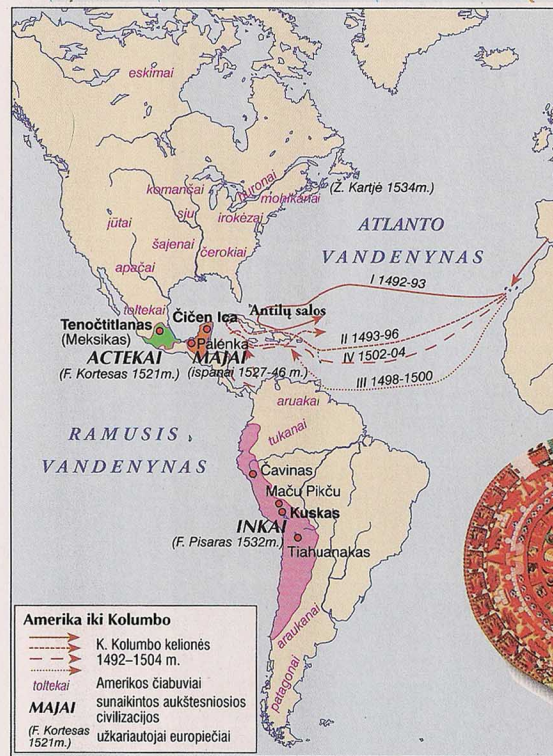 eskimai
komančai
huronai
mohikanai
(Ž. Kartjė 1534m.)
jūtai
sju
irokėzai
šajenai
čerokiai
apačai
ATLANTO
VANDENYNAS
I 1492-93
toltekai
Čičen Ica
Antilų salos
Tenočtitlanas
(Meksikas)
Palenka
ACTEKAI
MAJAI
(F. Kortesas 1521m.)
(ispanai 1527-46 m.)
II 1493-96
IV 1502-04
III 1498-1500
aruakai
tukanai
RAMUSIS
VANDENYNAS
Čavinas
Maču Pikču
Kuskas
INKAI
(F. Pisaras 1532m.)
Tiahuanakas
araukanai
patagonai
Amerika iki Kolumbo
K. Kolumbo kelionės
1492–1504 m.
toltekai
Amerikos čiabuviai
MAJAI
sunaikintos aukštesniosios
civilizacijos
(F. Kortesas
1521m.)
užkariautojai europiečiai